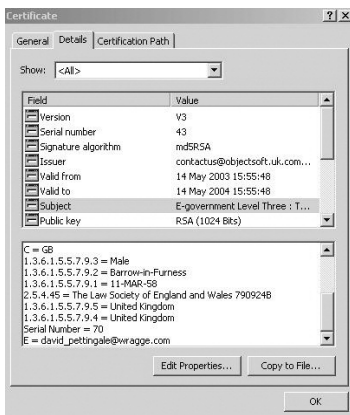 Certificate
General Details Certification Path
Show: <All>
Field Value
Version V3
Serial number 43
Signature algorithm md5RSA
Issuer contactus@objectsoft.uk.com...
Valid from 14 May 2003 15:55:48
Valid to 14 May 2004 15:55:48
Subject E-government Level Three : T...
Public key RSA (1024 Bits)
C = GB
1.3.6.1.5.5.7.9.3 = Male
1.3.6.1.5.5.7.9.2 = Barrow-in-Furness
1.3.6.1.5.5.7.9.1 = 11-MAR-58
2.5.4.45 = The Law Society of England and Wales 790924B
1.3.6.1.5.5.7.9.5 = United Kingdom
1.3.6.1.5.5.7.9.4 = United Kingdom
Serial Number = 70
E = david_pettingale@wragge.com
Edit Properties... Copy to File...
OK